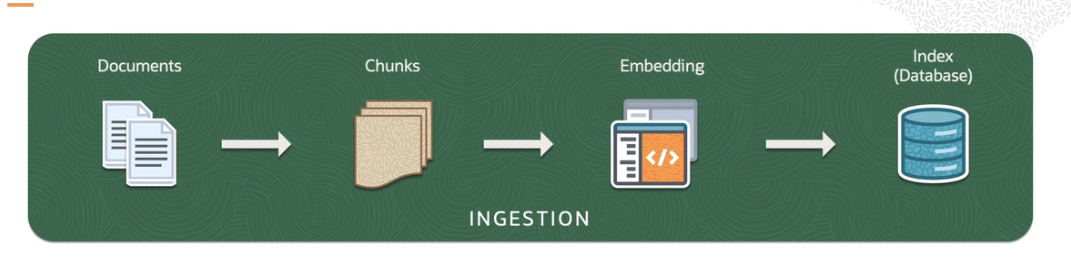 Documents
Chunks
Embedding
Index
(Database)
</>
INGESTION